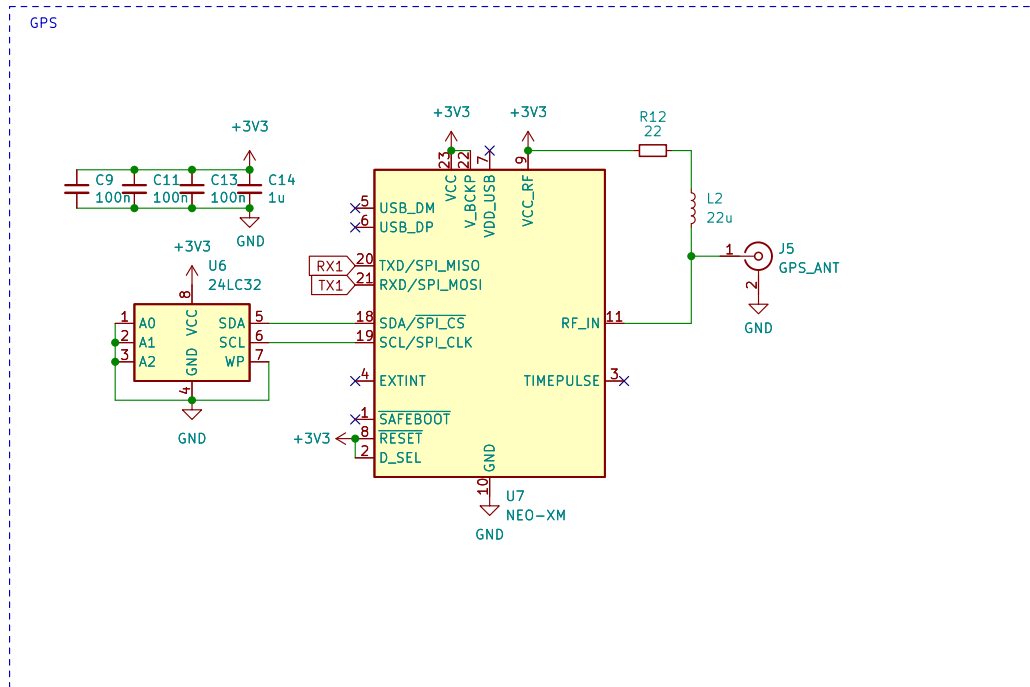 GPS
+3V3
+3V3
+3V3
R12
22
C9
100n
C11
100n
C13
100n
C14
1u
GND
23
22
7
9
VCC
V_BCKP
VDD_USB
VCC_RF
5 USB_DM
6 USB_DP
RX1 20 TXD/SPI_MISO
TX1 21 RXD/SPI_MOSI
18 SDA/SPI_CS
19 SCL/SPI_CLK
4 EXTINT
1 SAFEBOOT
+3V3 8 RESET
2 D_SEL
RF_IN 11
TIMEPULSE 3
GND
10
U7
NEO-XM
GND
L2
22u
1
2
J5
GPS_ANT
GND
+3V3
U6
24LC32
8
VCC
1 A0
2 A1
3 A2
SDA 5
SCL 6
WP 7
GND
4
GND